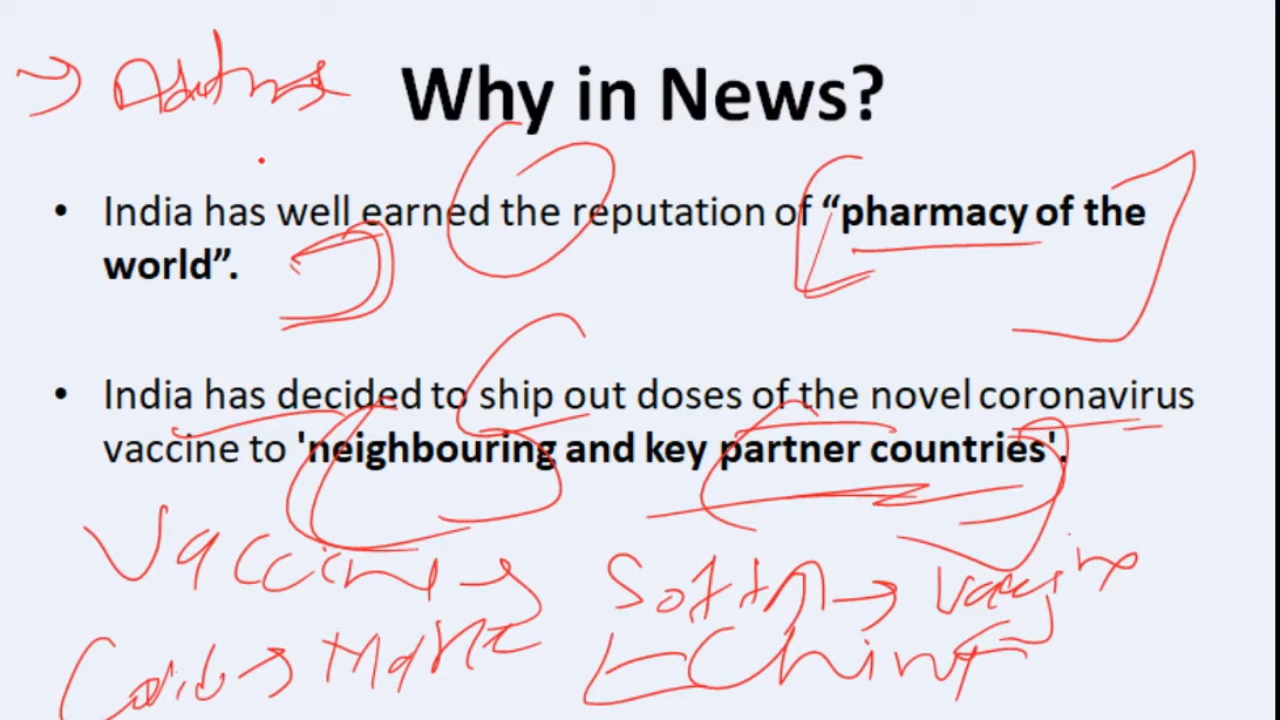 Why in News?
• India has well earned the reputation of “pharmacy of the
world”.
• India has decided to ship out doses of the novel coronavirus
vaccine to 'neighbouring and key partner countries'.
Vaccine →
→ Vaccine
China